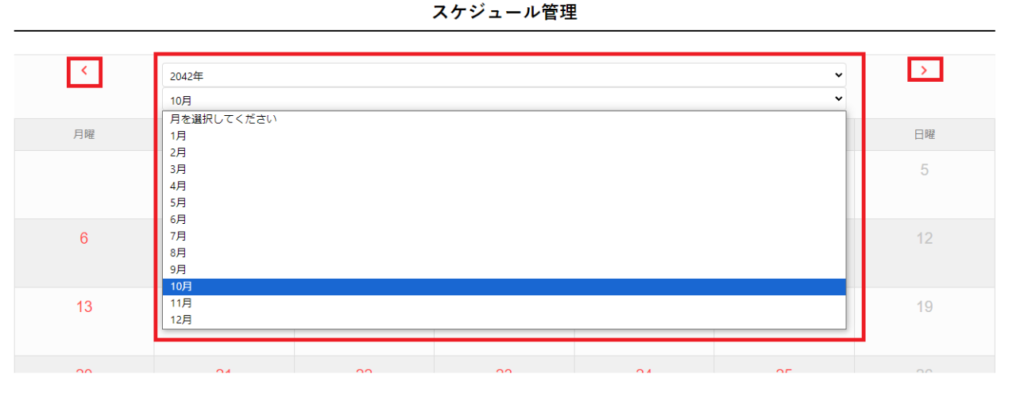 スケジュール管理
<
2042年
>
10月
月を選択してください
1月
2月
3月
4月
5月
6月
7月
8月
9月
10月
11月
12月
月曜
日曜
5
6
12
13
19